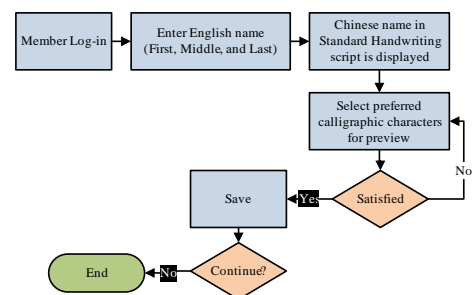 Member Log-in
Enter English name
(First, Middle, and Last)
Chinese name in
Standard Handwriting
script is displayed
Select preferred
calligraphic characters
for preview
No
Satisfied
Yes
Save
Continue?
No
End